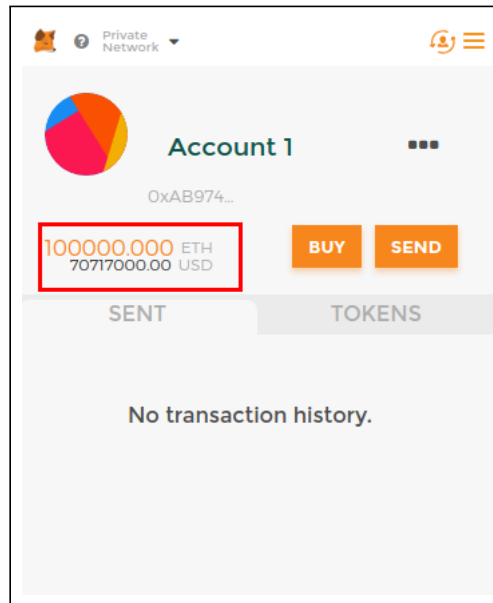 Private
Network
Account 1
0xAB974...
100000.000 ETH
70717000.00 USD
BUY
SEND
SENT
TOKENS
No transaction history.